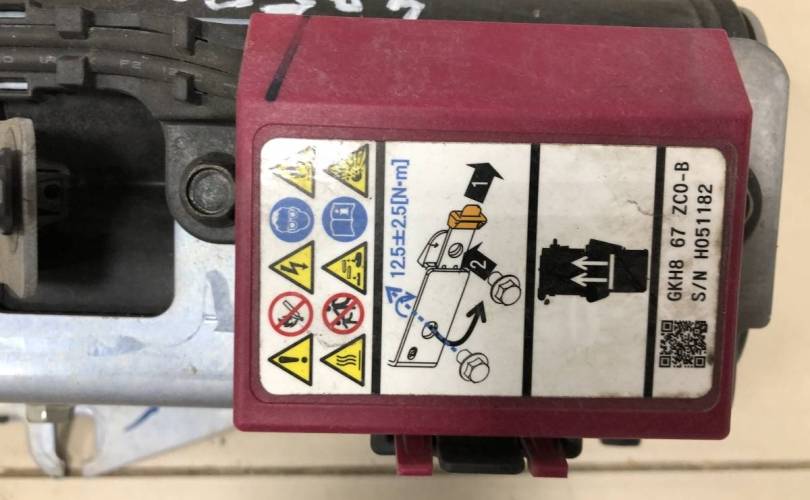 12.5±2.5[N·m]
1
2
GKH8 67 ZC0-B
S/N H051182